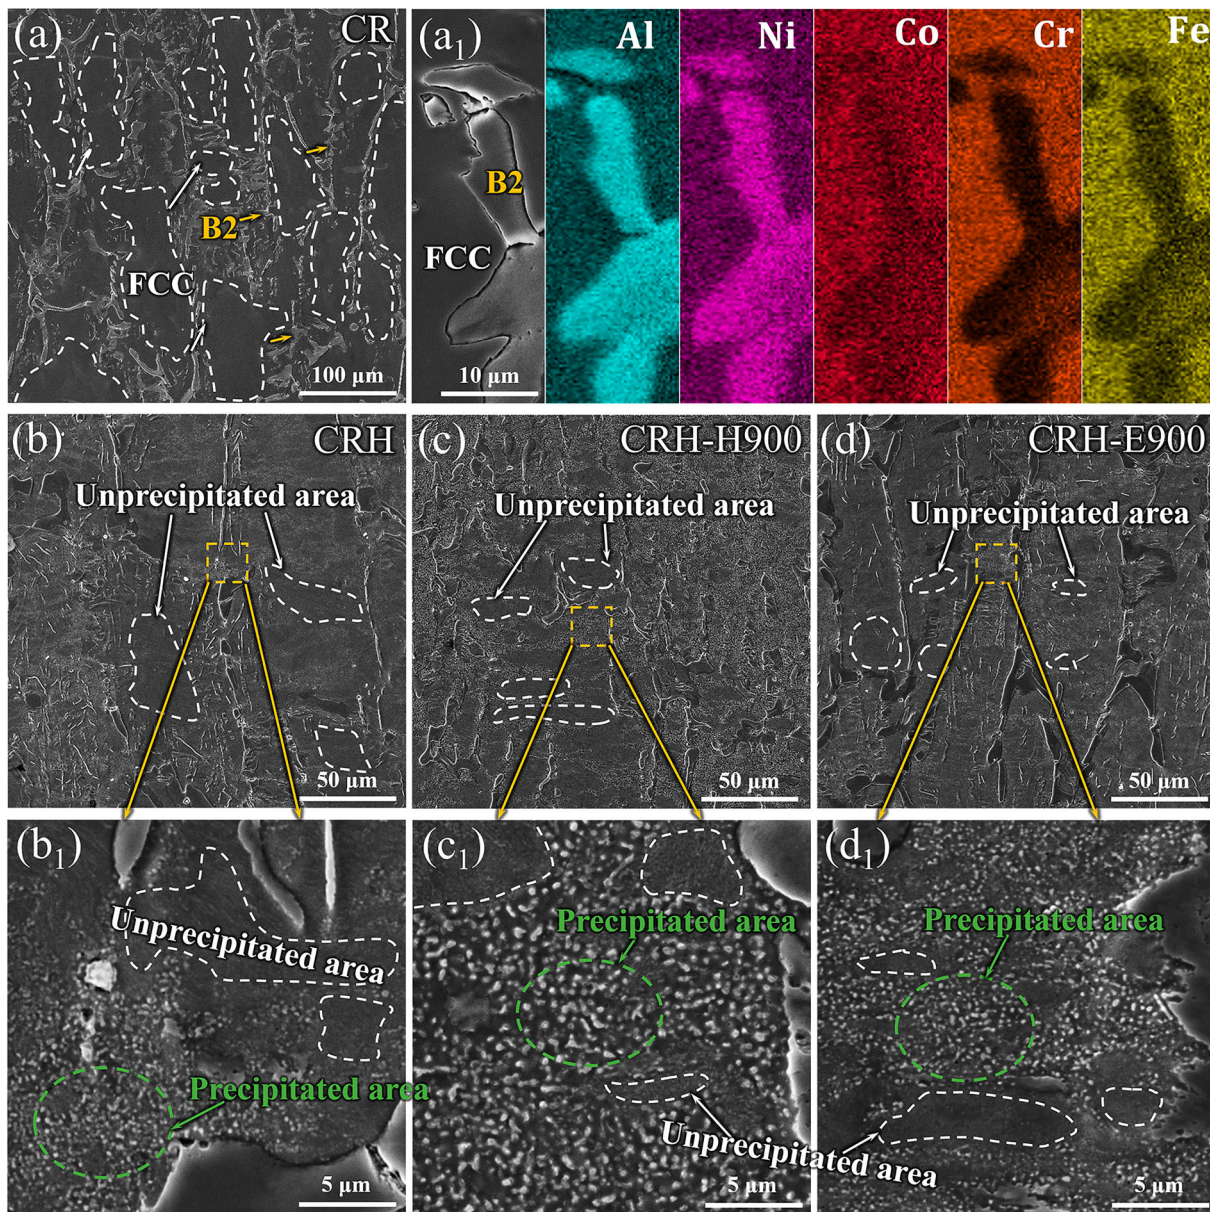 (a)
CR
B2
FCC
100 μm
(a₁)
B2
FCC
10 μm
Al
Ni
Co
Cr
Fe
(b)
CRH
Unprecipitated area
50 μm
(c)
CRH-H900
Unprecipitated area
50 μm
(d)
CRH-E900
Unprecipitated area
50 μm
(b₁)
Unprecipitated area
Precipitated area
5 μm
(c₁)
Precipitated area
Unprecipitated area
5 μm
(d₁)
Precipitated area
5 μm